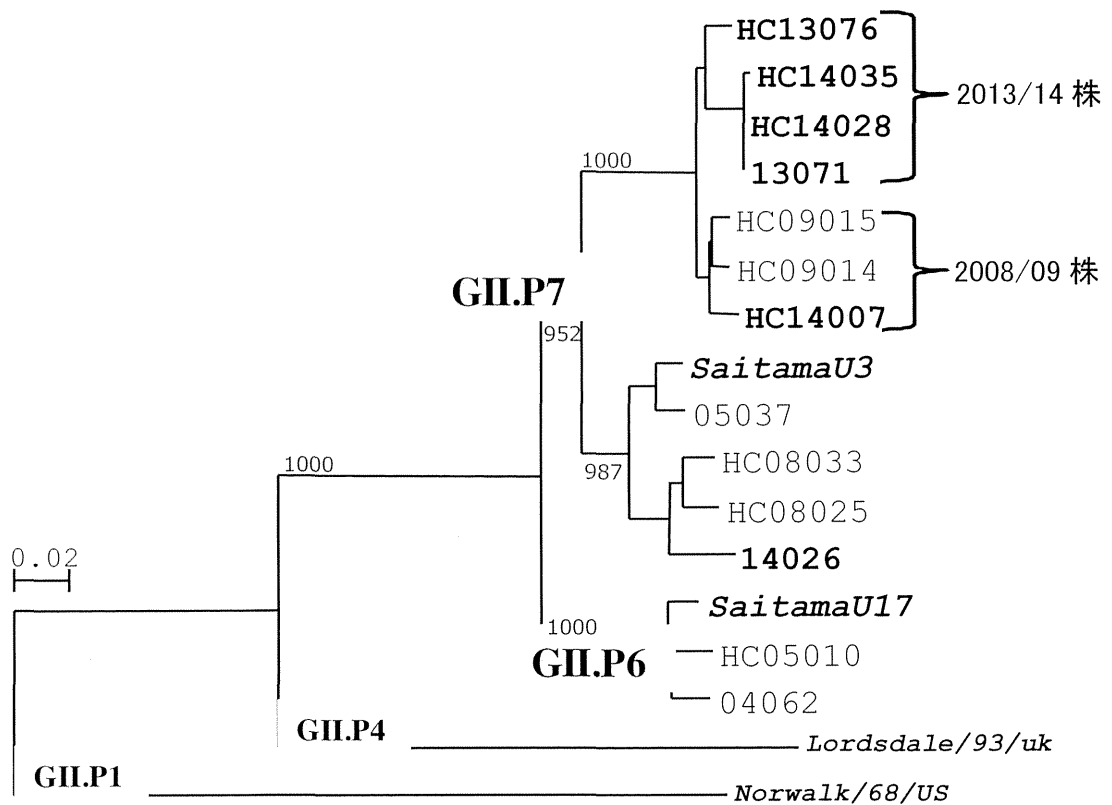 HC13076
HC14035
2013/14 株
HC14028
1000
13071
HC09015
HC09014
2008/09 株
GII.P7
HC14007
952
SaitamaU3
05037
1000
987
HC08033
HC08025
0.02
14026
SaitamaU17
1000
GII.P6
HC05010
04062
GII.P4
Lordsdale/93/uk
GII.P1
Norwalk/68/US